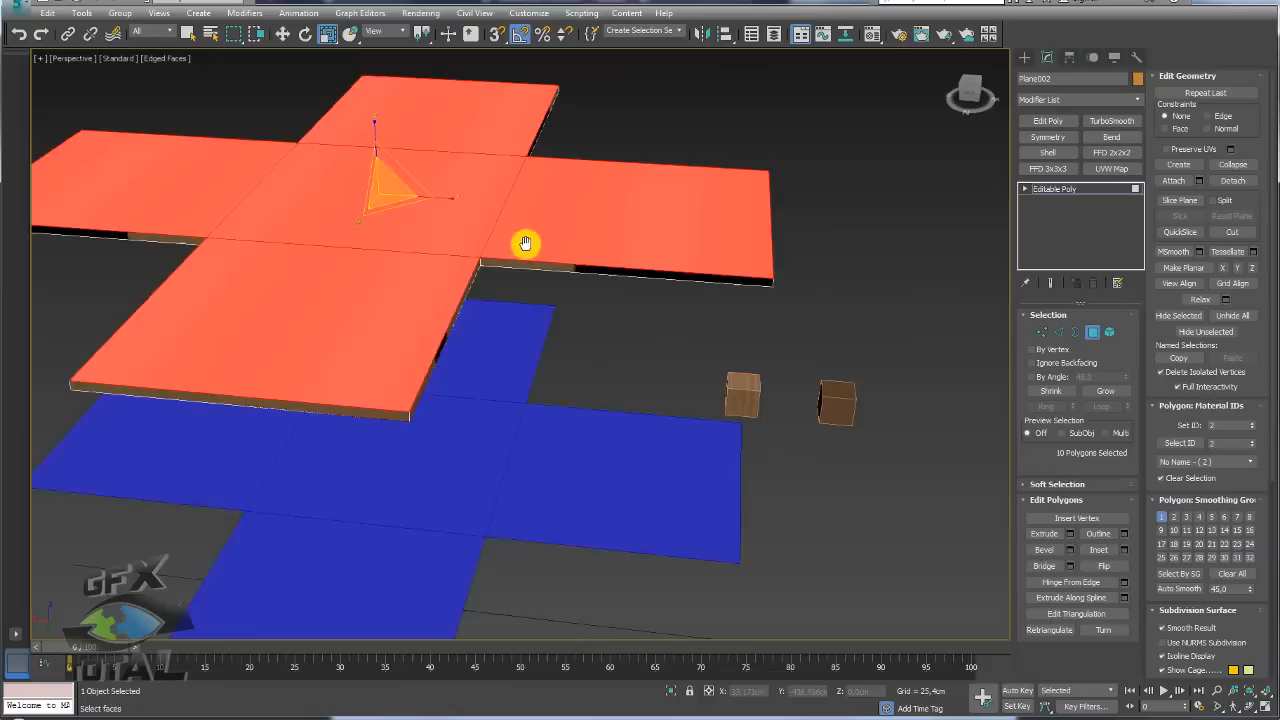 Edit Tools Group Views Create Modifiers Animation Graph Editors Rendering Civil View Customize Scripting Content Help
All View Create Selection Se
[+] [Perspective] [Standard] [Edged Faces]
Plane002
Modifier List
Edit Poly TurboSmooth
Symmetry Bend
Shell FFD 2x2x2
FFD 3x3x3 UVW Map
Editable Poly
Selection
By Vertex
Ignore Backfacing
By Angle: 45,0
Shrink Grow
Ring Loop
Preview Selection
Off SubObj Multi
10 Polygons Selected
Soft Selection
Edit Polygons
Insert Vertex
Extrude Outline
Bevel Inset
Bridge Flip
Hinge From Edge
Extrude Along Spline
Edit Triangulation
Retriangulate Turn
Edit Geometry
Repeat Last
Constraints
None Edge
Face Normal
Preserve UVs
Create Collapse
Attach Detach
Slice Plane Split
Slice Reset Plane
QuickSlice Cut
MSmooth Tessellate
Make Planar X Y Z
View Align Grid Align
Relax
Hide Selected Unhide All
Hide Unselected
Named Selections:
Copy Paste
Delete Isolated Vertices
Full Interactivity
Polygon: Material IDs
Set ID: 2
Select ID 2
No Name - ( 2 )
Clear Selection
Polygon: Smoothing Gro
1 2 3 4 5 6 7 8
9 10 11 12 13 14 15 16
17 18 19 20 21 22 23 24
25 26 27 28 29 30 31 32
Select By SG Clear All
Auto Smooth 45,0
Subdivision Surface
Smooth Result
Use NURMS Subdivision
Isoline Display
Show Cage...
GFX
TOTAL
0 / 100
15 20 25 30 35 40 45 50 55 60 65 70 75 80 85 90 95 100
1 Object Selected
X: Y: Z: 0,0cm Grid = 25,4cm
Welcome to MA
Select faces
Add Time Tag
Auto Key Selected
Set Key Key Filters...
0